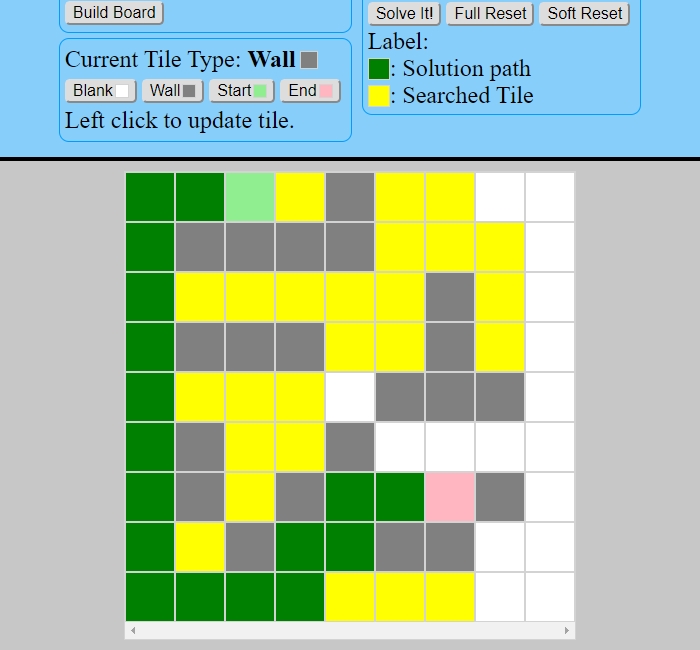 Build Board
Current Tile Type: Wall
Blank Wall Start End
Left click to update tile.
Solve It! Full Reset Soft Reset
Label:
: Solution path
: Searched Tile